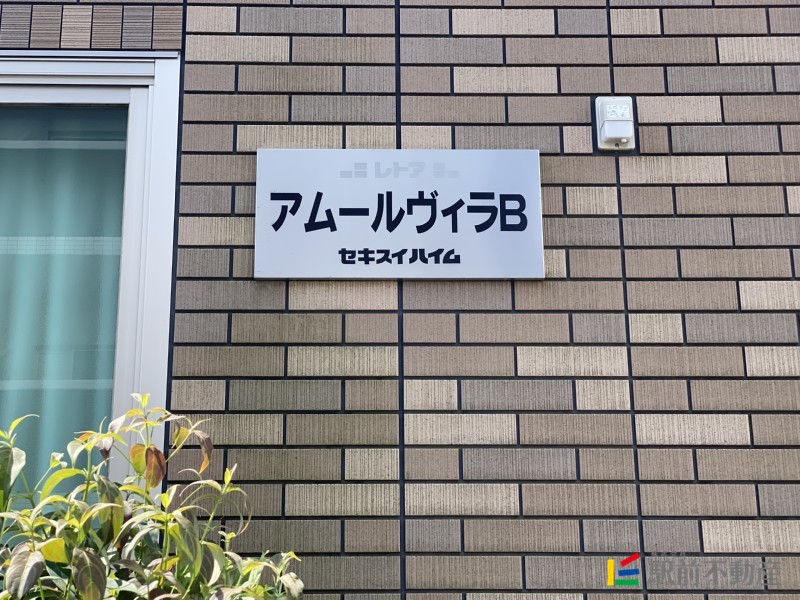 レトア
アムールヴィラB
セキスイハイム
駅前不動産